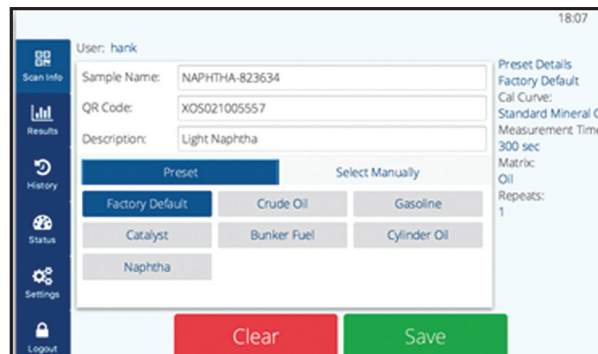 18:07
User: hank
Scan Info
Results
History
Status
Settings
Logout
Sample Name: NAPHTHA-823634
QR Code: XOS021005557
Description: Light Naphtha
Preset Select Manually
Factory Default Crude Oil Gasoline
Catalyst Bunker Fuel Cylinder Oil
Naphtha
Clear Save
Preset Details
Factory Default
Cal Curve:
Standard Mineral
Measurement Time
300 sec
Matrix:
Oil
Repeats:
1